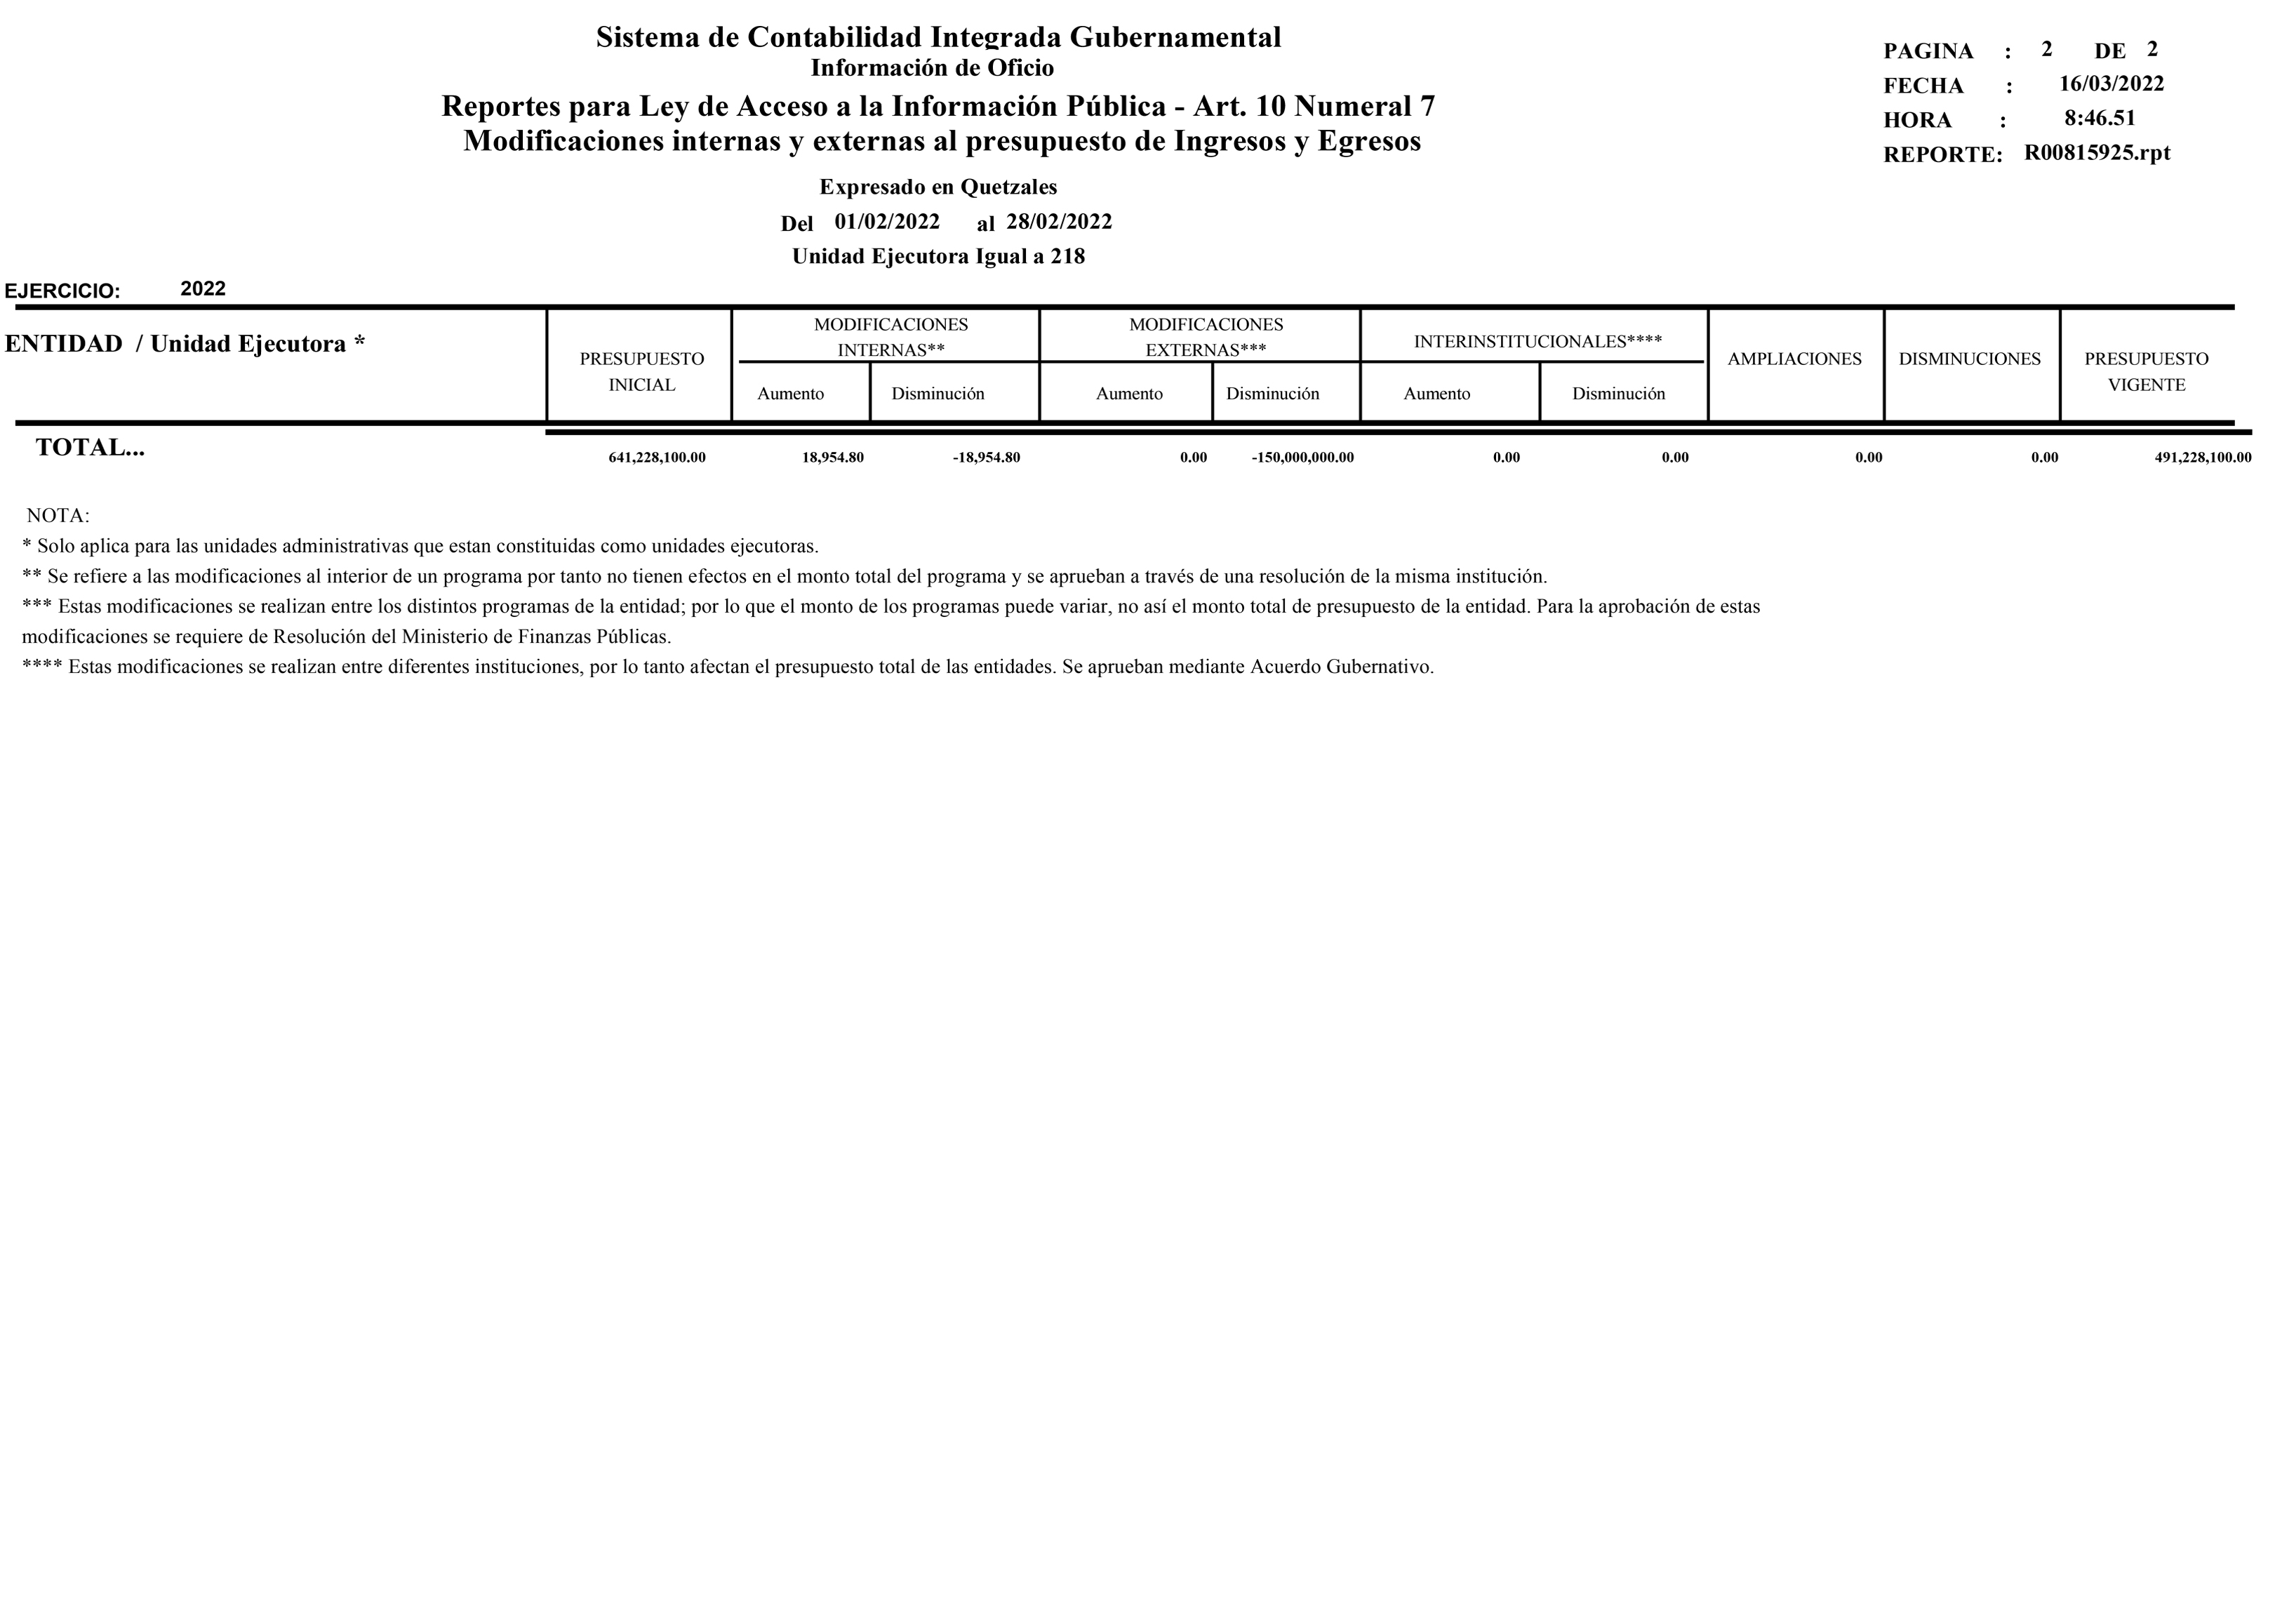 Sistema de Contabilidad Integrada Gubernamental
Información de Oficio
Reportes para Ley de Acceso a la Información Pública - Art. 10 Numeral 7
Modificaciones internas y externas al presupuesto de Ingresos y Egresos
Expresado en Quetzales
Del 01/02/2022 al 28/02/2022
Unidad Ejecutora Igual a 218
PAGINA : 2 DE 2
FECHA : 16/03/2022
HORA : 8:46.51
REPORTE: R00815925.rpt
EJERCICIO: 2022
ENTIDAD / Unidad Ejecutora *
PRESUPUESTO
INICIAL
MODIFICACIONES
INTERNAS**
Aumento Disminución
MODIFICACIONES
EXTERNAS***
Aumento Disminución
INTERINSTITUCIONALES****
Aumento Disminución
AMPLIACIONES
DISMINUCIONES
PRESUPUESTO
VIGENTE
TOTAL... 641,228,100.00 18,954.80 -18,954.80 0.00 -150,000,000.00 0.00 0.00 0.00 0.00 491,228,100.00
NOTA:
* Solo aplica para las unidades administrativas que estan constituidas como unidades ejecutoras.
** Se refiere a las modificaciones al interior de un programa por tanto no tienen efectos en el monto total del programa y se aprueban a través de una resolución de la misma institución.
*** Estas modificaciones se realizan entre los distintos programas de la entidad; por lo que el monto de los programas puede variar, no así el monto total de presupuesto de la entidad. Para la aprobación de estas
modificaciones se requiere de Resolución del Ministerio de Finanzas Públicas.
**** Estas modificaciones se realizan entre diferentes instituciones, por lo tanto afectan el presupuesto total de las entidades. Se aprueban mediante Acuerdo Gubernativo.